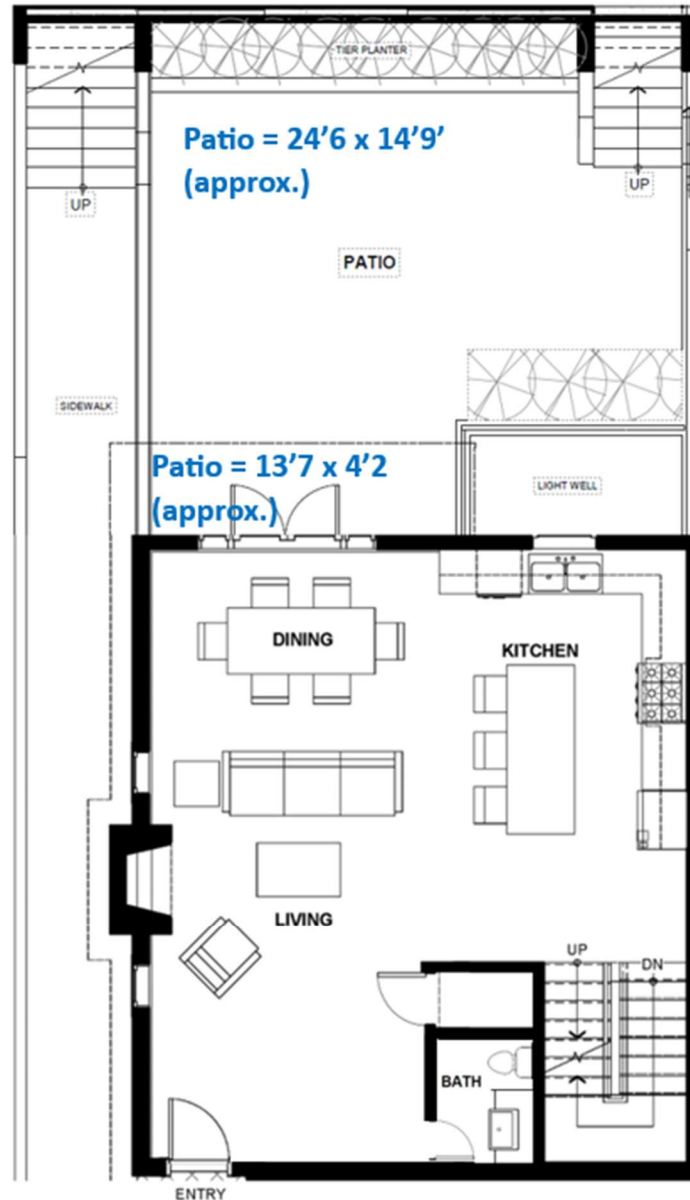 TIER PLANTER
Patio = 24’6 x 14’9’
(approx.)
UP
UP
PATIO
SIDEWALK
Patio = 13’7 x 4’2
(approx.)
LIGHT WELL
DINING
KITCHEN
LIVING
UP
DN
BATH
ENTRY